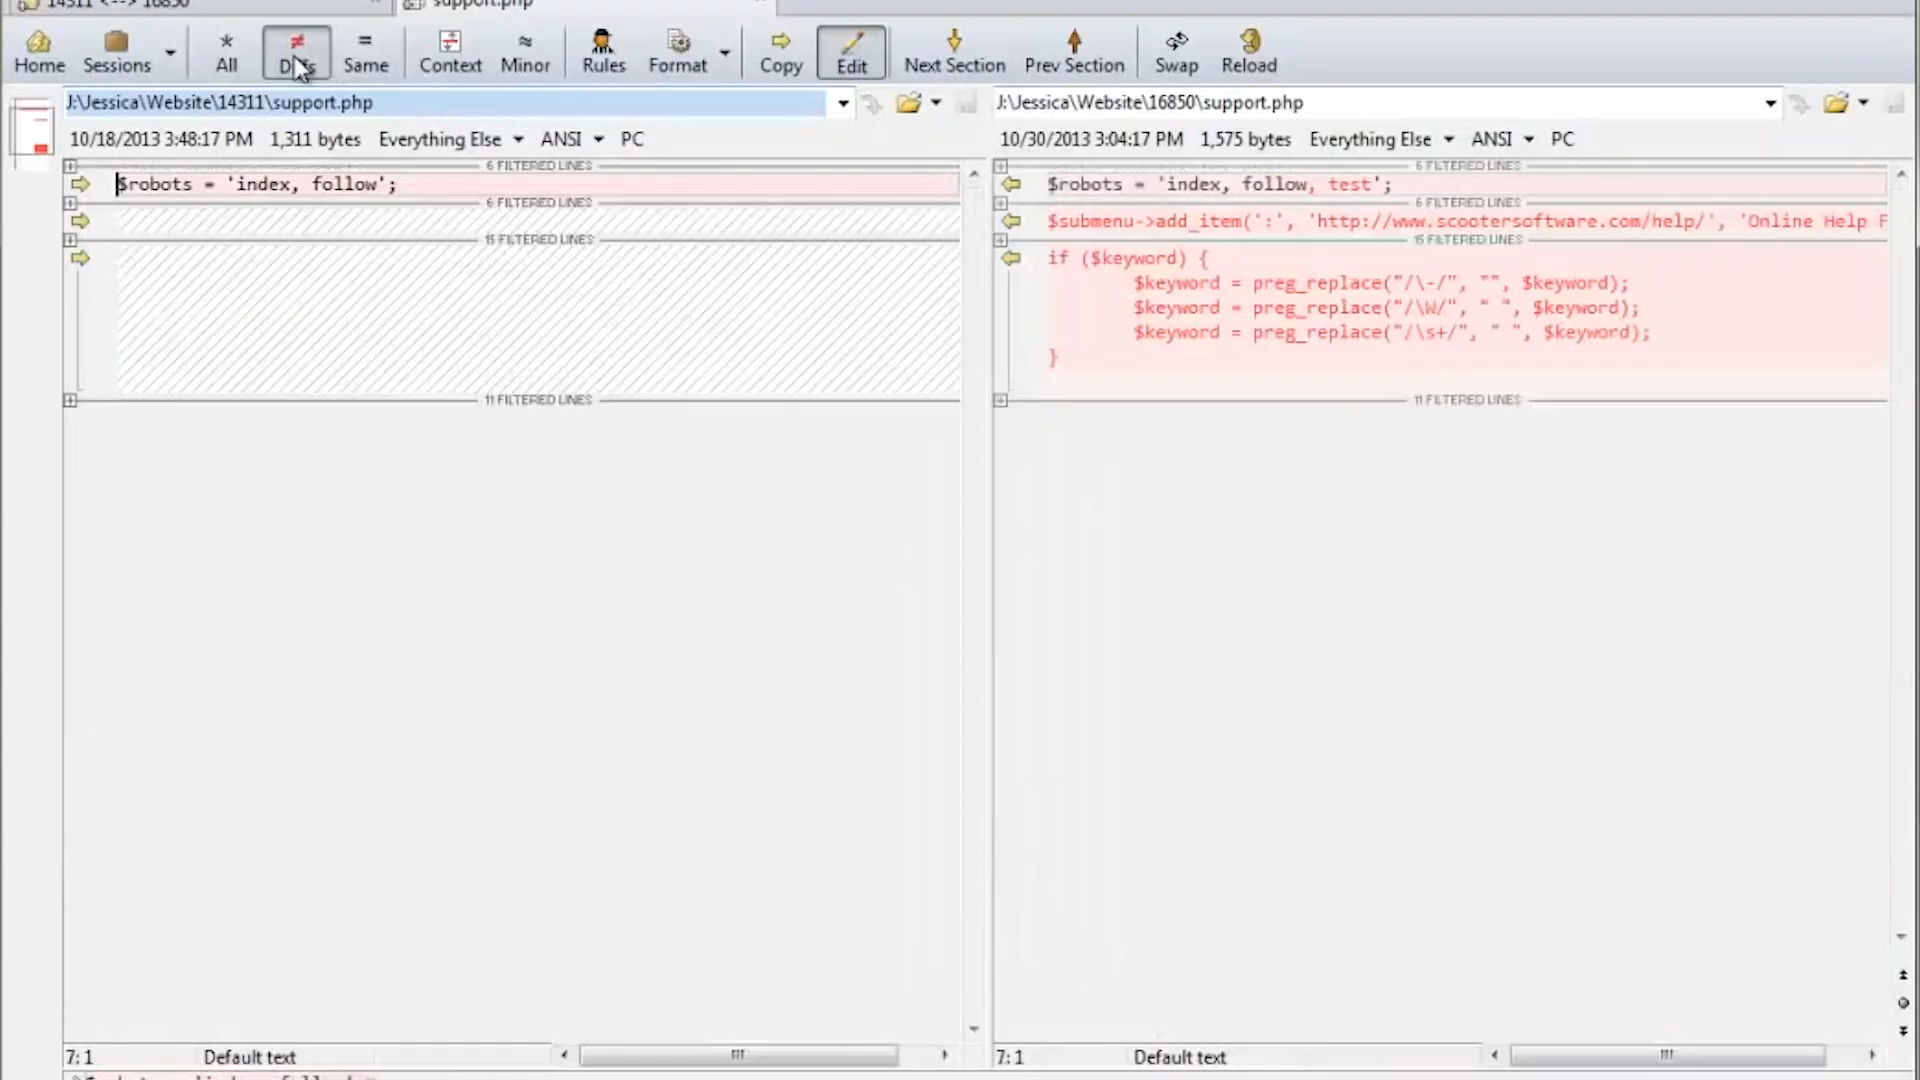 14311 <--> 16850 support.php
Home Sessions All Diffs Same Context Minor Rules Format Copy Edit Next Section Prev Section Swap Reload
J:\Jessica\Website\14311\support.php
J:\Jessica\Website\16850\support.php
10/18/2013 3:48:17 PM 1,311 bytes Everything Else ANSI PC
10/30/2013 3:04:17 PM 1,575 bytes Everything Else ANSI PC
6 FILTERED LINES
$robots = 'index, follow';
6 FILTERED LINES
15 FILTERED LINES
11 FILTERED LINES
6 FILTERED LINES
$robots = 'index, follow, test';
6 FILTERED LINES
$submenu->add_item(':', 'http://www.scootersoftware.com/help/', 'Online Help F
15 FILTERED LINES
if ($keyword) {
$keyword = preg_replace("/\-/", "", $keyword);
$keyword = preg_replace("/\W/", " ", $keyword);
$keyword = preg_replace("/\s+/", " ", $keyword);
}
11 FILTERED LINES
7: 1 Default text
7: 1 Default text